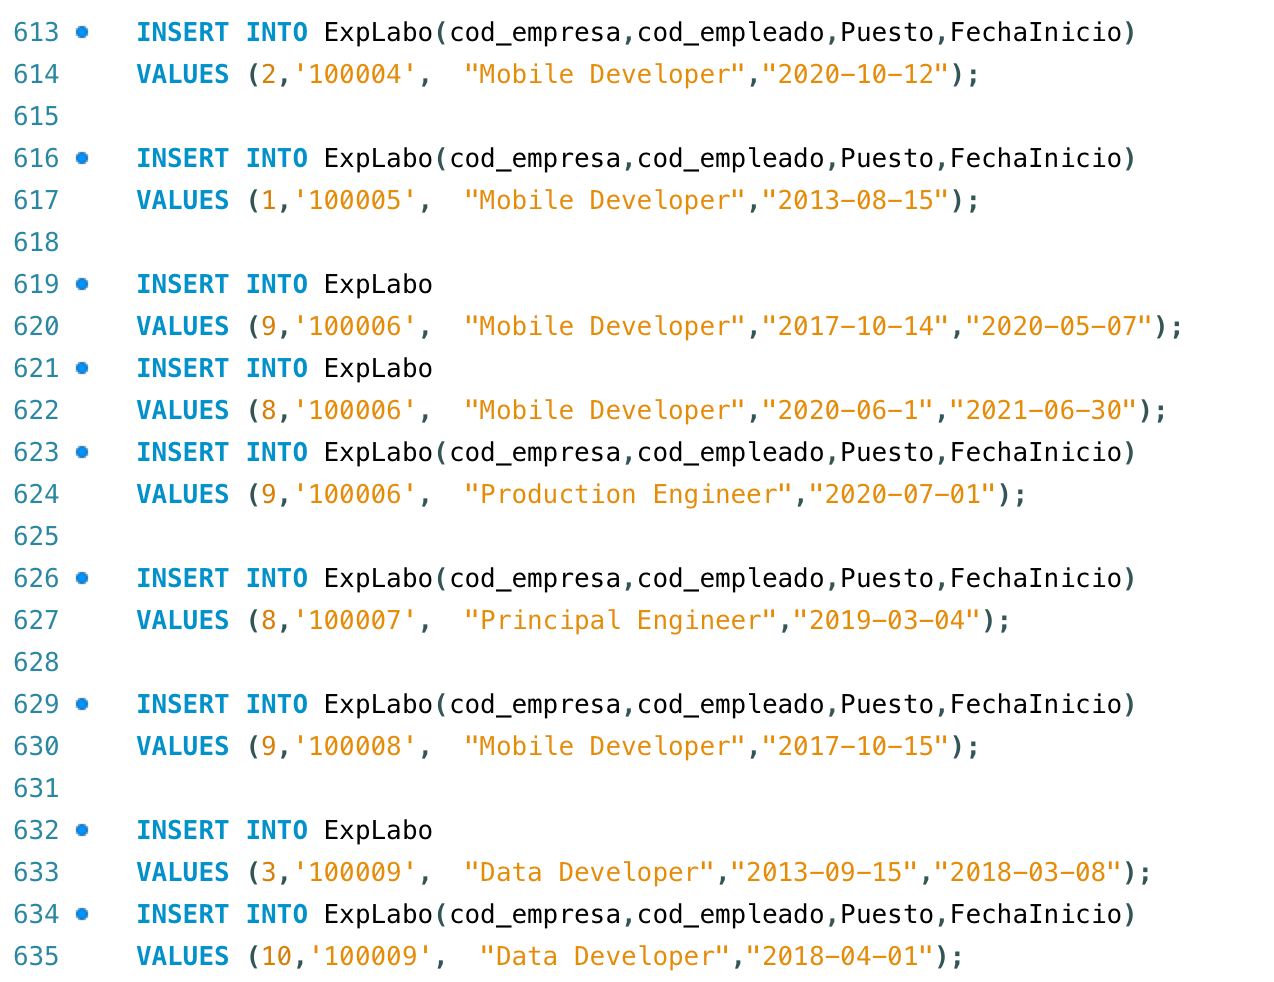 613 INSERT INTO ExpLabo(cod_empresa,cod_empleado,Puesto,FechaInicio)
614 VALUES (2,'100004',  "Mobile Developer","2020-10-12");
615
616 INSERT INTO ExpLabo(cod_empresa,cod_empleado,Puesto,FechaInicio)
617 VALUES (1,'100005',  "Mobile Developer","2013-08-15");
618
619 INSERT INTO ExpLabo
620 VALUES (9,'100006',  "Mobile Developer","2017-10-14","2020-05-07");
621 INSERT INTO ExpLabo
622 VALUES (8,'100006',  "Mobile Developer","2020-06-1","2021-06-30");
623 INSERT INTO ExpLabo(cod_empresa,cod_empleado,Puesto,FechaInicio)
624 VALUES (9,'100006',  "Production Engineer","2020-07-01");
625
626 INSERT INTO ExpLabo(cod_empresa,cod_empleado,Puesto,FechaInicio)
627 VALUES (8,'100007',  "Principal Engineer","2019-03-04");
628
629 INSERT INTO ExpLabo(cod_empresa,cod_empleado,Puesto,FechaInicio)
630 VALUES (9,'100008',  "Mobile Developer","2017-10-15");
631
632 INSERT INTO ExpLabo
633 VALUES (3,'100009',  "Data Developer","2013-09-15","2018-03-08");
634 INSERT INTO ExpLabo(cod_empresa,cod_empleado,Puesto,FechaInicio)
635 VALUES (10,'100009',  "Data Developer","2018-04-01");